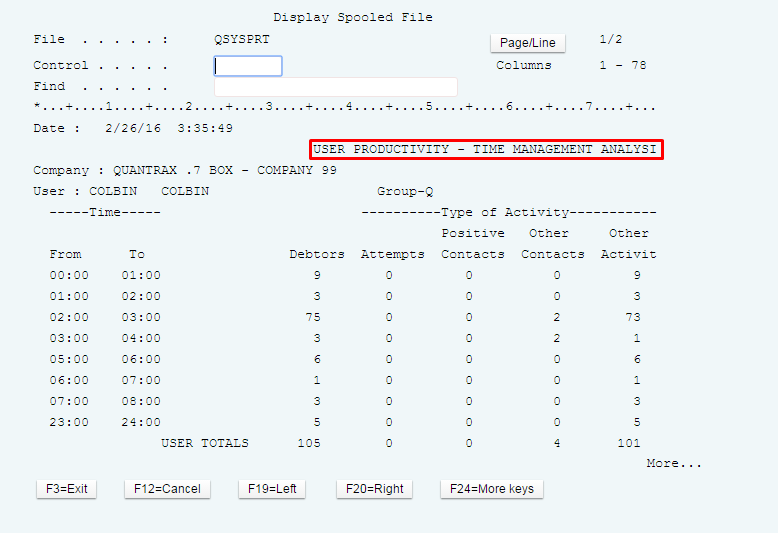 Display Spooled File
File . . . . . : QSYSPRT Page/Line 1/2
Control . . . . . Columns 1 - 78
Find . . . . . .
*...+....1....+....2....+....3....+....4....+....5....+....6....+....7....+...
Date : 2/26/16 3:35:49
USER PRODUCTIVITY - TIME MANAGEMENT ANALYSI
Company : QUANTRAX .7 BOX - COMPANY 99
User : COLBIN COLBIN Group-Q
-----Time----- ----------Type of Activity-----------
Positive Other Other
From To Debtors Attempts Contacts Contacts Activit
00:00 01:00 9 0 0 0 9
01:00 02:00 3 0 0 0 3
02:00 03:00 75 0 0 2 73
03:00 04:00 3 0 0 2 1
05:00 06:00 6 0 0 0 6
06:00 07:00 1 0 0 0 1
07:00 08:00 3 0 0 0 3
23:00 24:00 5 0 0 0 5
USER TOTALS 105 0 0 4 101
More...
F3=Exit F12=Cancel F19=Left F20=Right F24=More keys